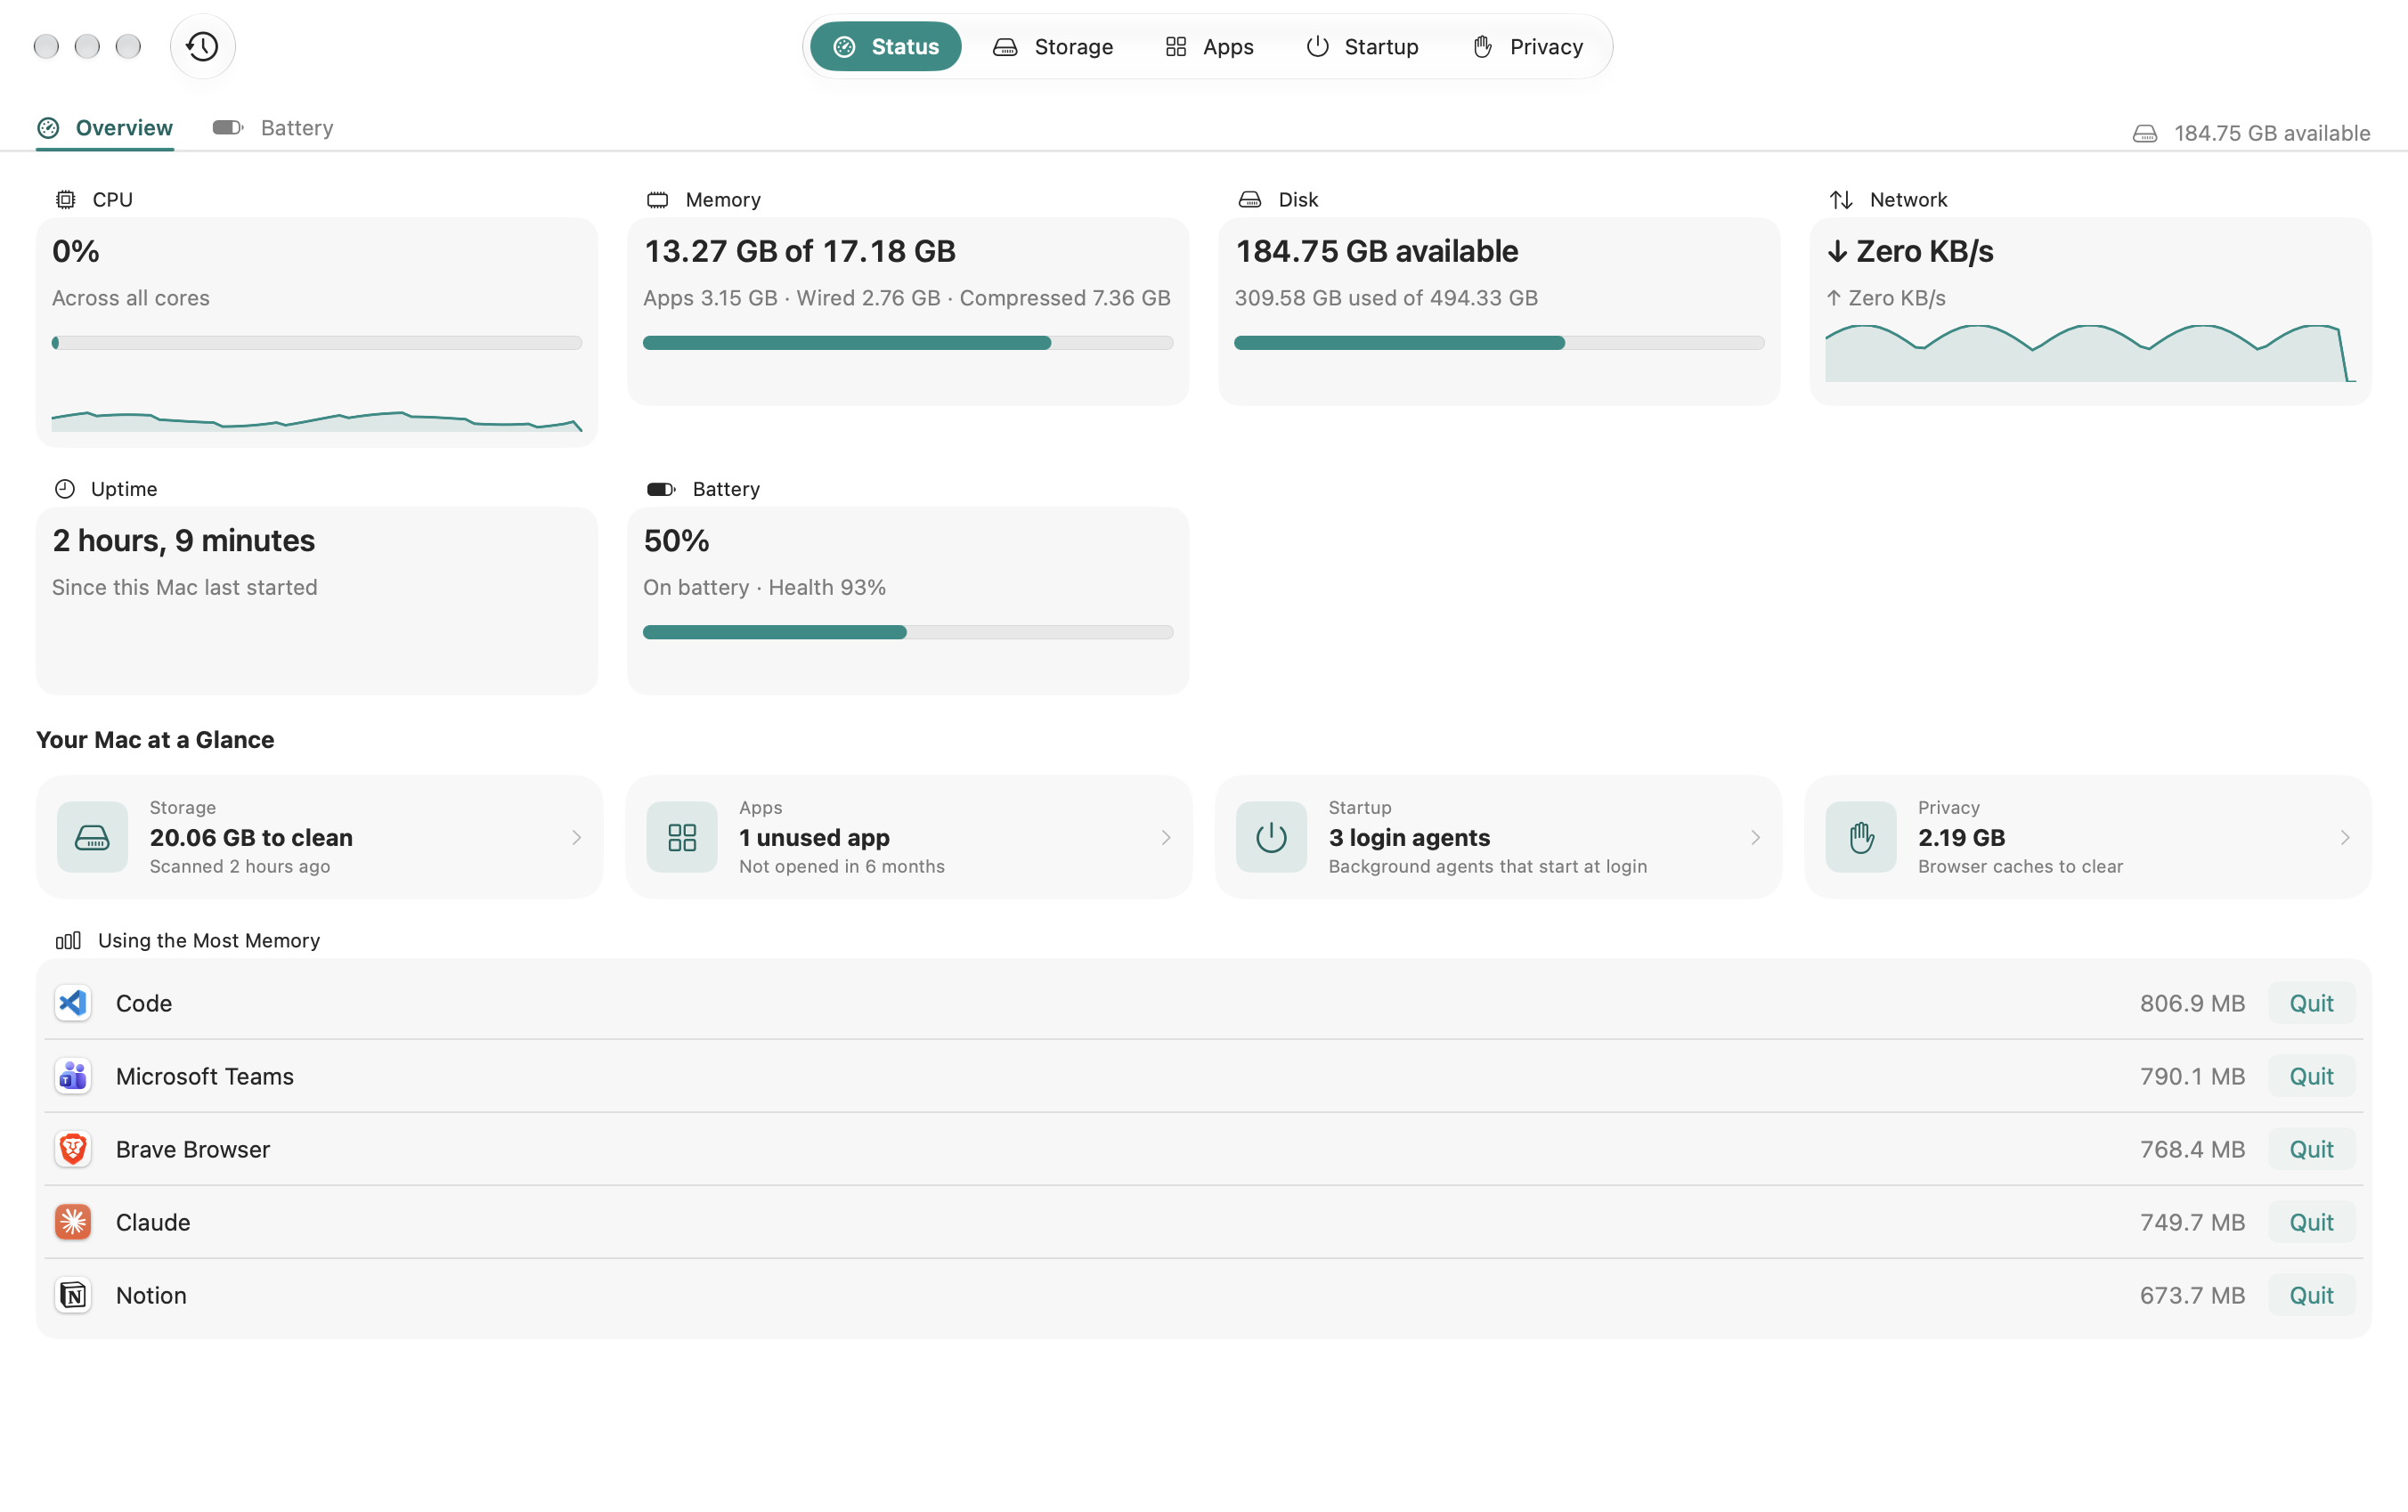 Status
Storage
Apps
Startup
Privacy
Overview
Battery
184.75 GB available
CPU
0%
Across all cores
Memory
13.27 GB of 17.18 GB
Apps 3.15 GB · Wired 2.76 GB · Compressed 7.36 GB
Disk
184.75 GB available
309.58 GB used of 494.33 GB
Network
↓ Zero KB/s
↑ Zero KB/s
Uptime
2 hours, 9 minutes
Since this Mac last started
Battery
50%
On battery · Health 93%
Your Mac at a Glance
Storage
20.06 GB to clean
Scanned 2 hours ago
Apps
1 unused app
Not opened in 6 months
Startup
3 login agents
Background agents that start at login
Privacy
2.19 GB
Browser caches to clear
Using the Most Memory
Code 806.9 MB Quit
Microsoft Teams 790.1 MB Quit
Brave Browser 768.4 MB Quit
Claude 749.7 MB Quit
Notion 673.7 MB Quit